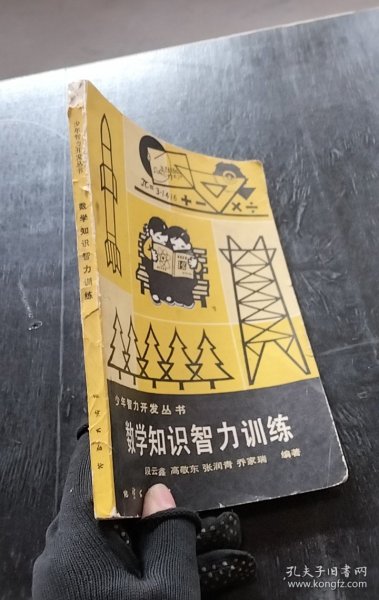 少年智力开发丛书
数学知识智力训练
π≈3.1416
+ - × ÷
少年智力开发丛书
数学知识智力训练
段云鑫 高敬东 张润青 乔家瑞 编著
孔夫子旧书网
www.kongfz.com